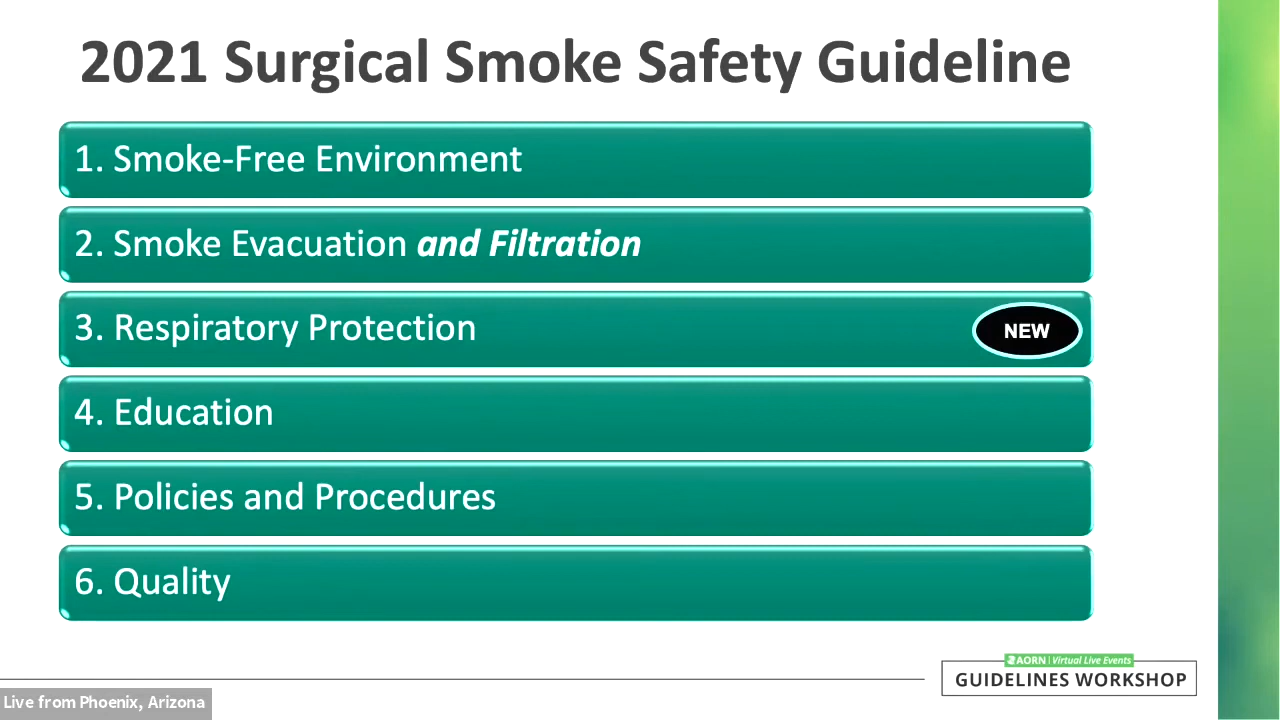 2021 Surgical Smoke Safety Guideline
1. Smoke-Free Environment
2. Smoke Evacuation and Filtration
3. Respiratory Protection
NEW
4. Education
5. Policies and Procedures
6. Quality
AORN | Virtual Live Events
GUIDELINES WORKSHOP
Live from Phoenix, Arizona